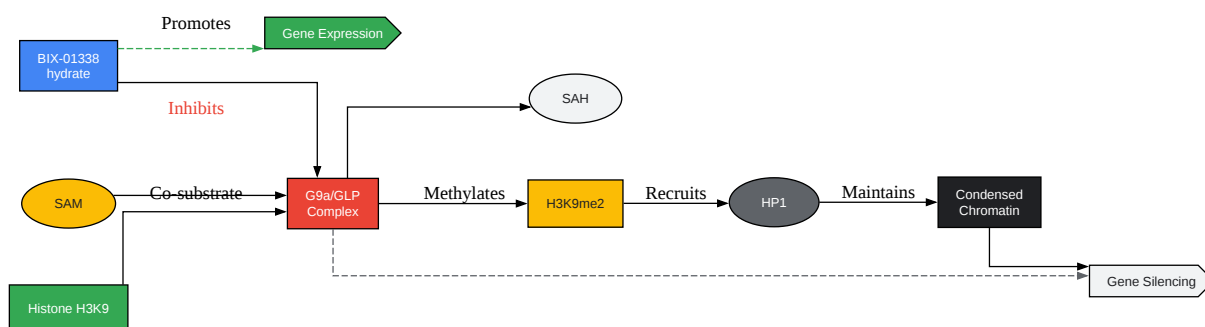 Promotes
Gene Expression
BIX-01338
hydrate
SAH
Inhibits
Co-substrate
G9a/GLP
Complex
Methylates
Recruits
Maintains
Condensed
Chromatin
SAM
H3K9me2
HP1
Gene Silencing
Histone H3K9